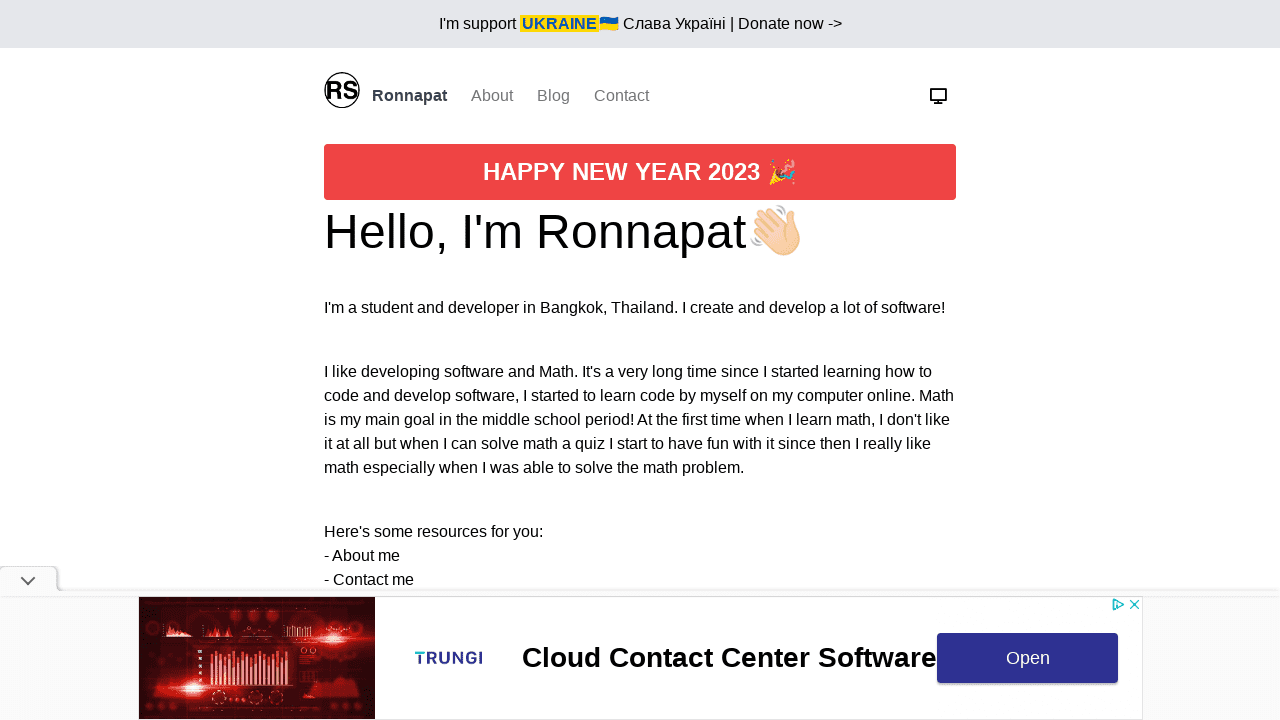 I'm support UKRAINE🇺🇦 Слава Україні | Donate now ->
RS
Ronnapat About Blog Contact
HAPPY NEW YEAR 2023 🎉
Hello, I'm Ronnapat👋🏻
I'm a student and developer in Bangkok, Thailand. I create and develop a lot of software!
I like developing software and Math. It's a very long time since I started learning how to
code and develop software, I started to learn code by myself on my computer online. Math
is my main goal in the middle school period! At the first time when I learn math, I don't like
it at all but when I can solve math a quiz I start to have fun with it since then I really like
math especially when I was able to solve the math problem.
Here's some resources for you:
- About me
- Contact me
TRUNGI
Cloud Contact Center Software
Open